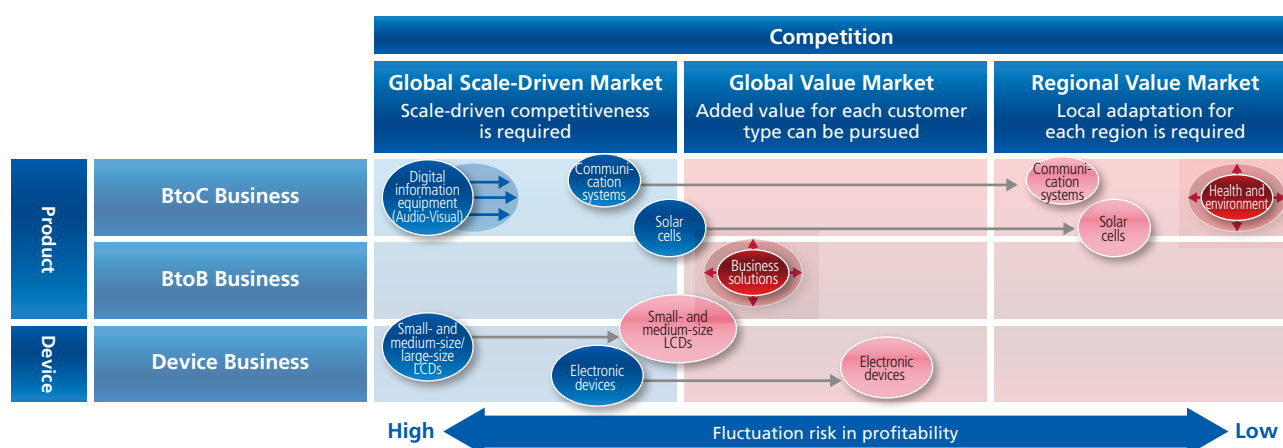 Competition
Global Scale-Driven Market
Scale-driven competitiveness
is required
Global Value Market
Added value for each customer
type can be pursued
Regional Value Market
Local adaptation for
each region is required
Product
BtoC Business
Digital
information
equipment
(Audio-Visual)
Communi-
cation
systems
Solar
cells
Communi-
cation
systems
Solar
cells
Health and
environment
BtoB Business
Business
solutions
Device
Device Business
Small- and
medium-size/
large-size
LCDs
Small- and
medium-size
LCDs
Electronic
devices
Electronic
devices
High
Fluctuation risk in profitability
Low